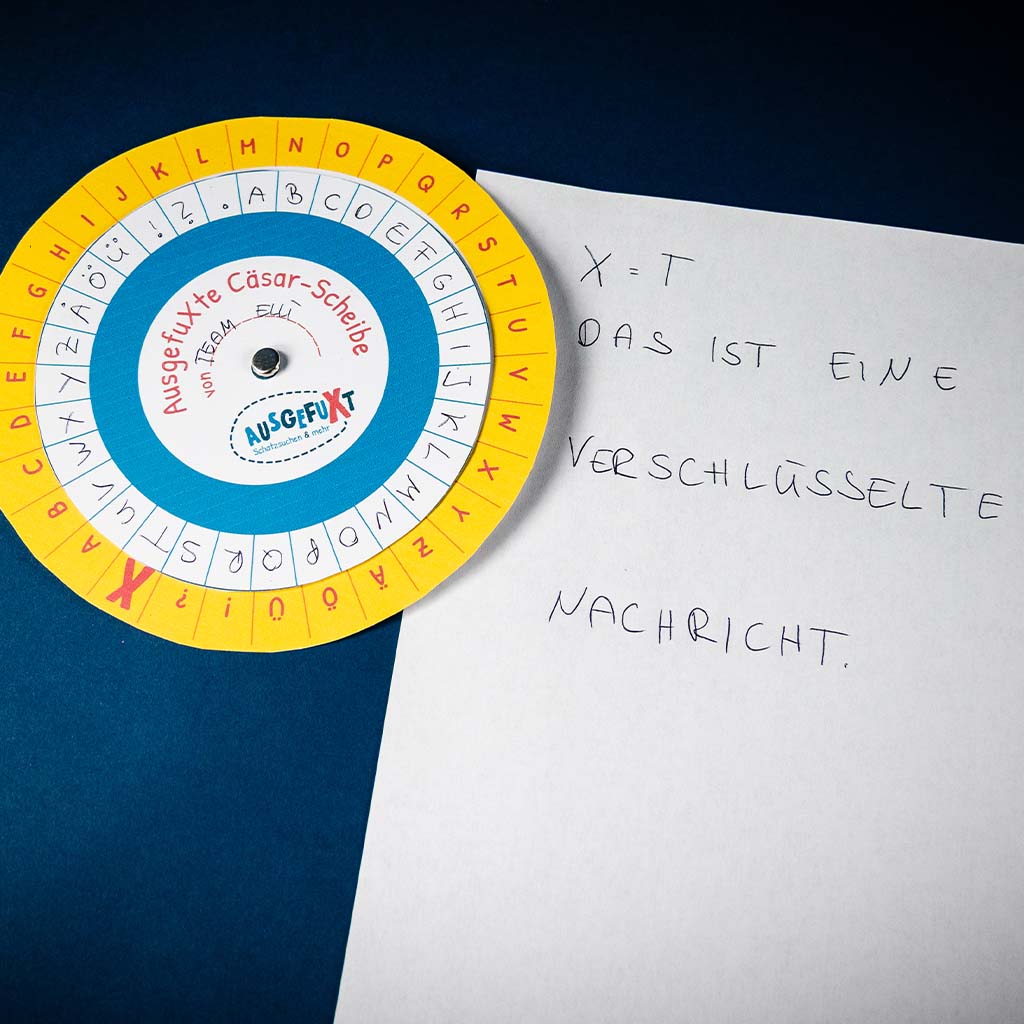 A B C D E F G H I J K L M N O P Q R S T U V W X Y Z Ä Ö Ü ! ? X
A B C D E F G H I J K L M N O P Q R S T U V W X Y Z Ä Ö Ü ! ? .
AusgefuXte Cäsar-Scheibe
von TEAM ELLI
AUSGEFUXT
Schatzsuchen & mehr
X = T
DAS IST EINE
VERSCHLÜSSELTE
NACHRICHT.